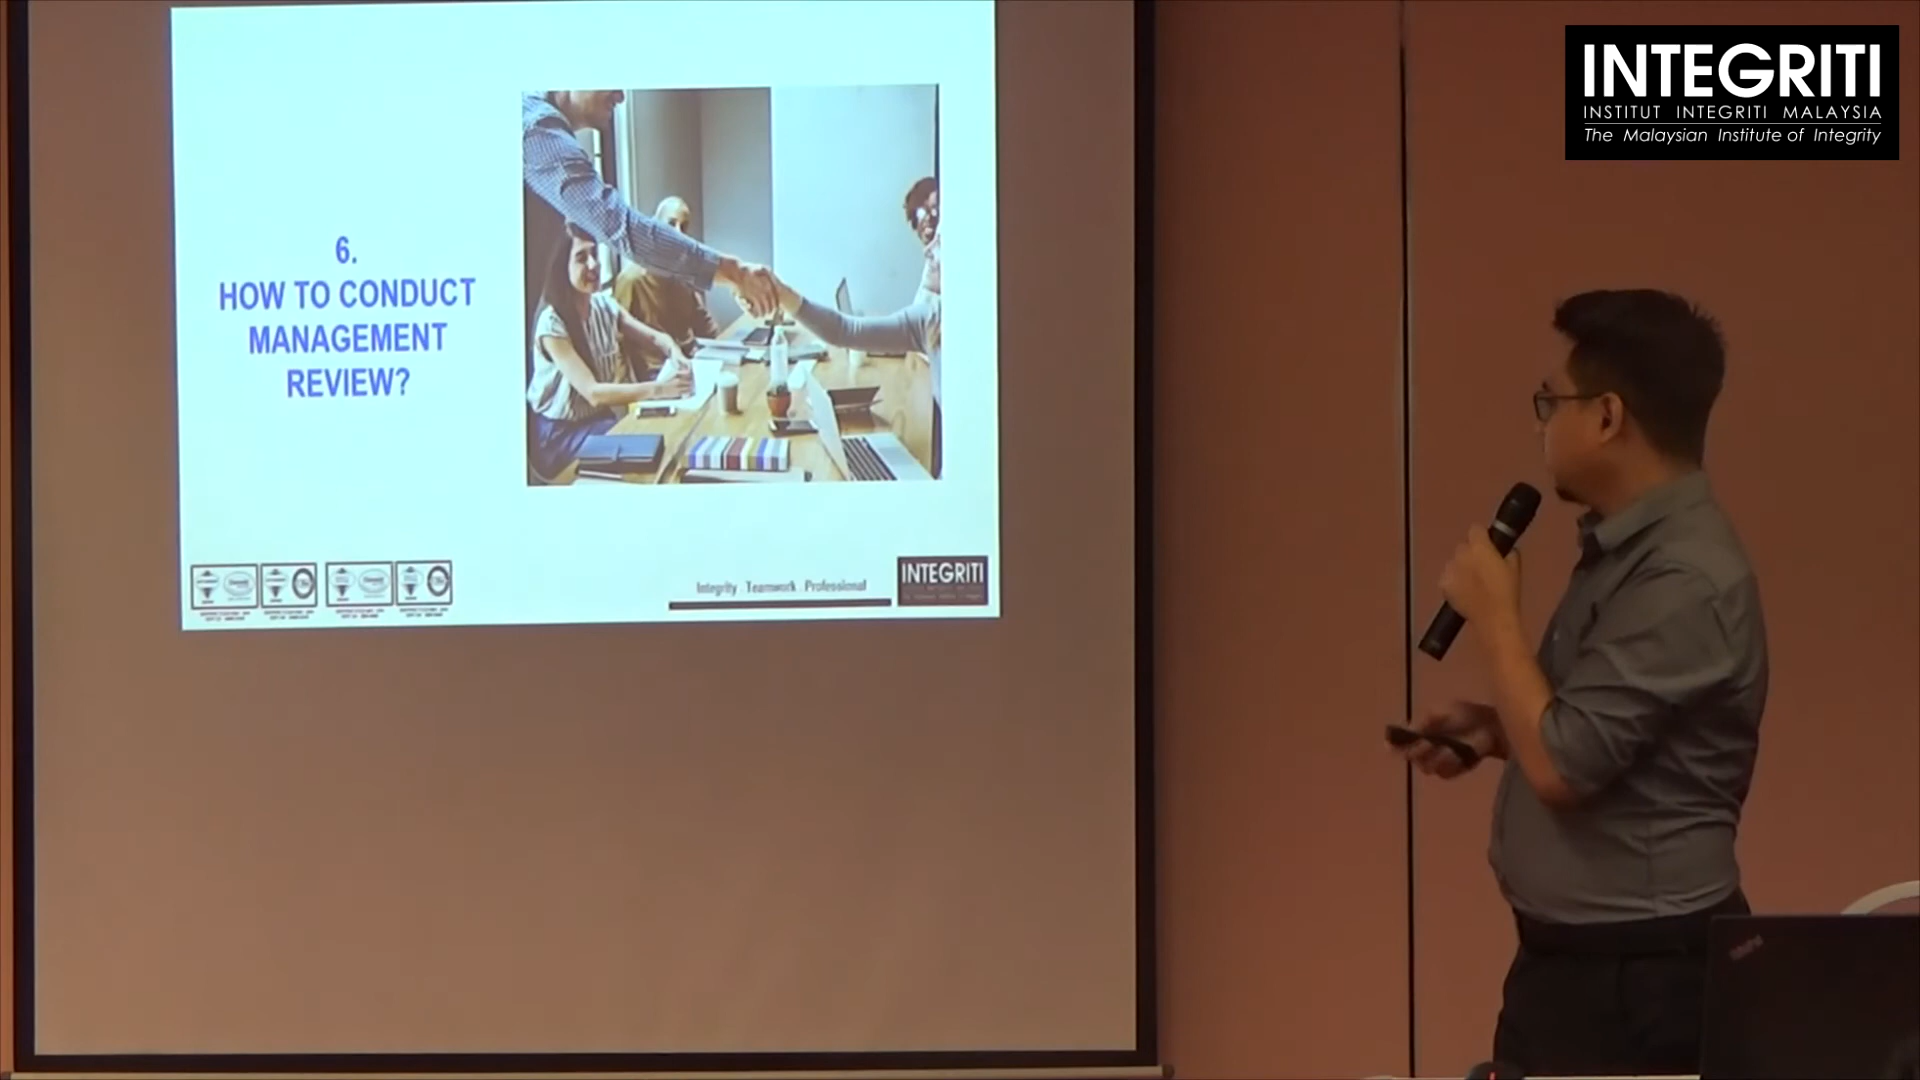 INTEGRITI
INSTITUT INTEGRITI MALAYSIA
The Malaysian Institute of Integrity
6.
HOW TO CONDUCT
MANAGEMENT
REVIEW?
Integrity . Teamwork . Professional
INTEGRITI